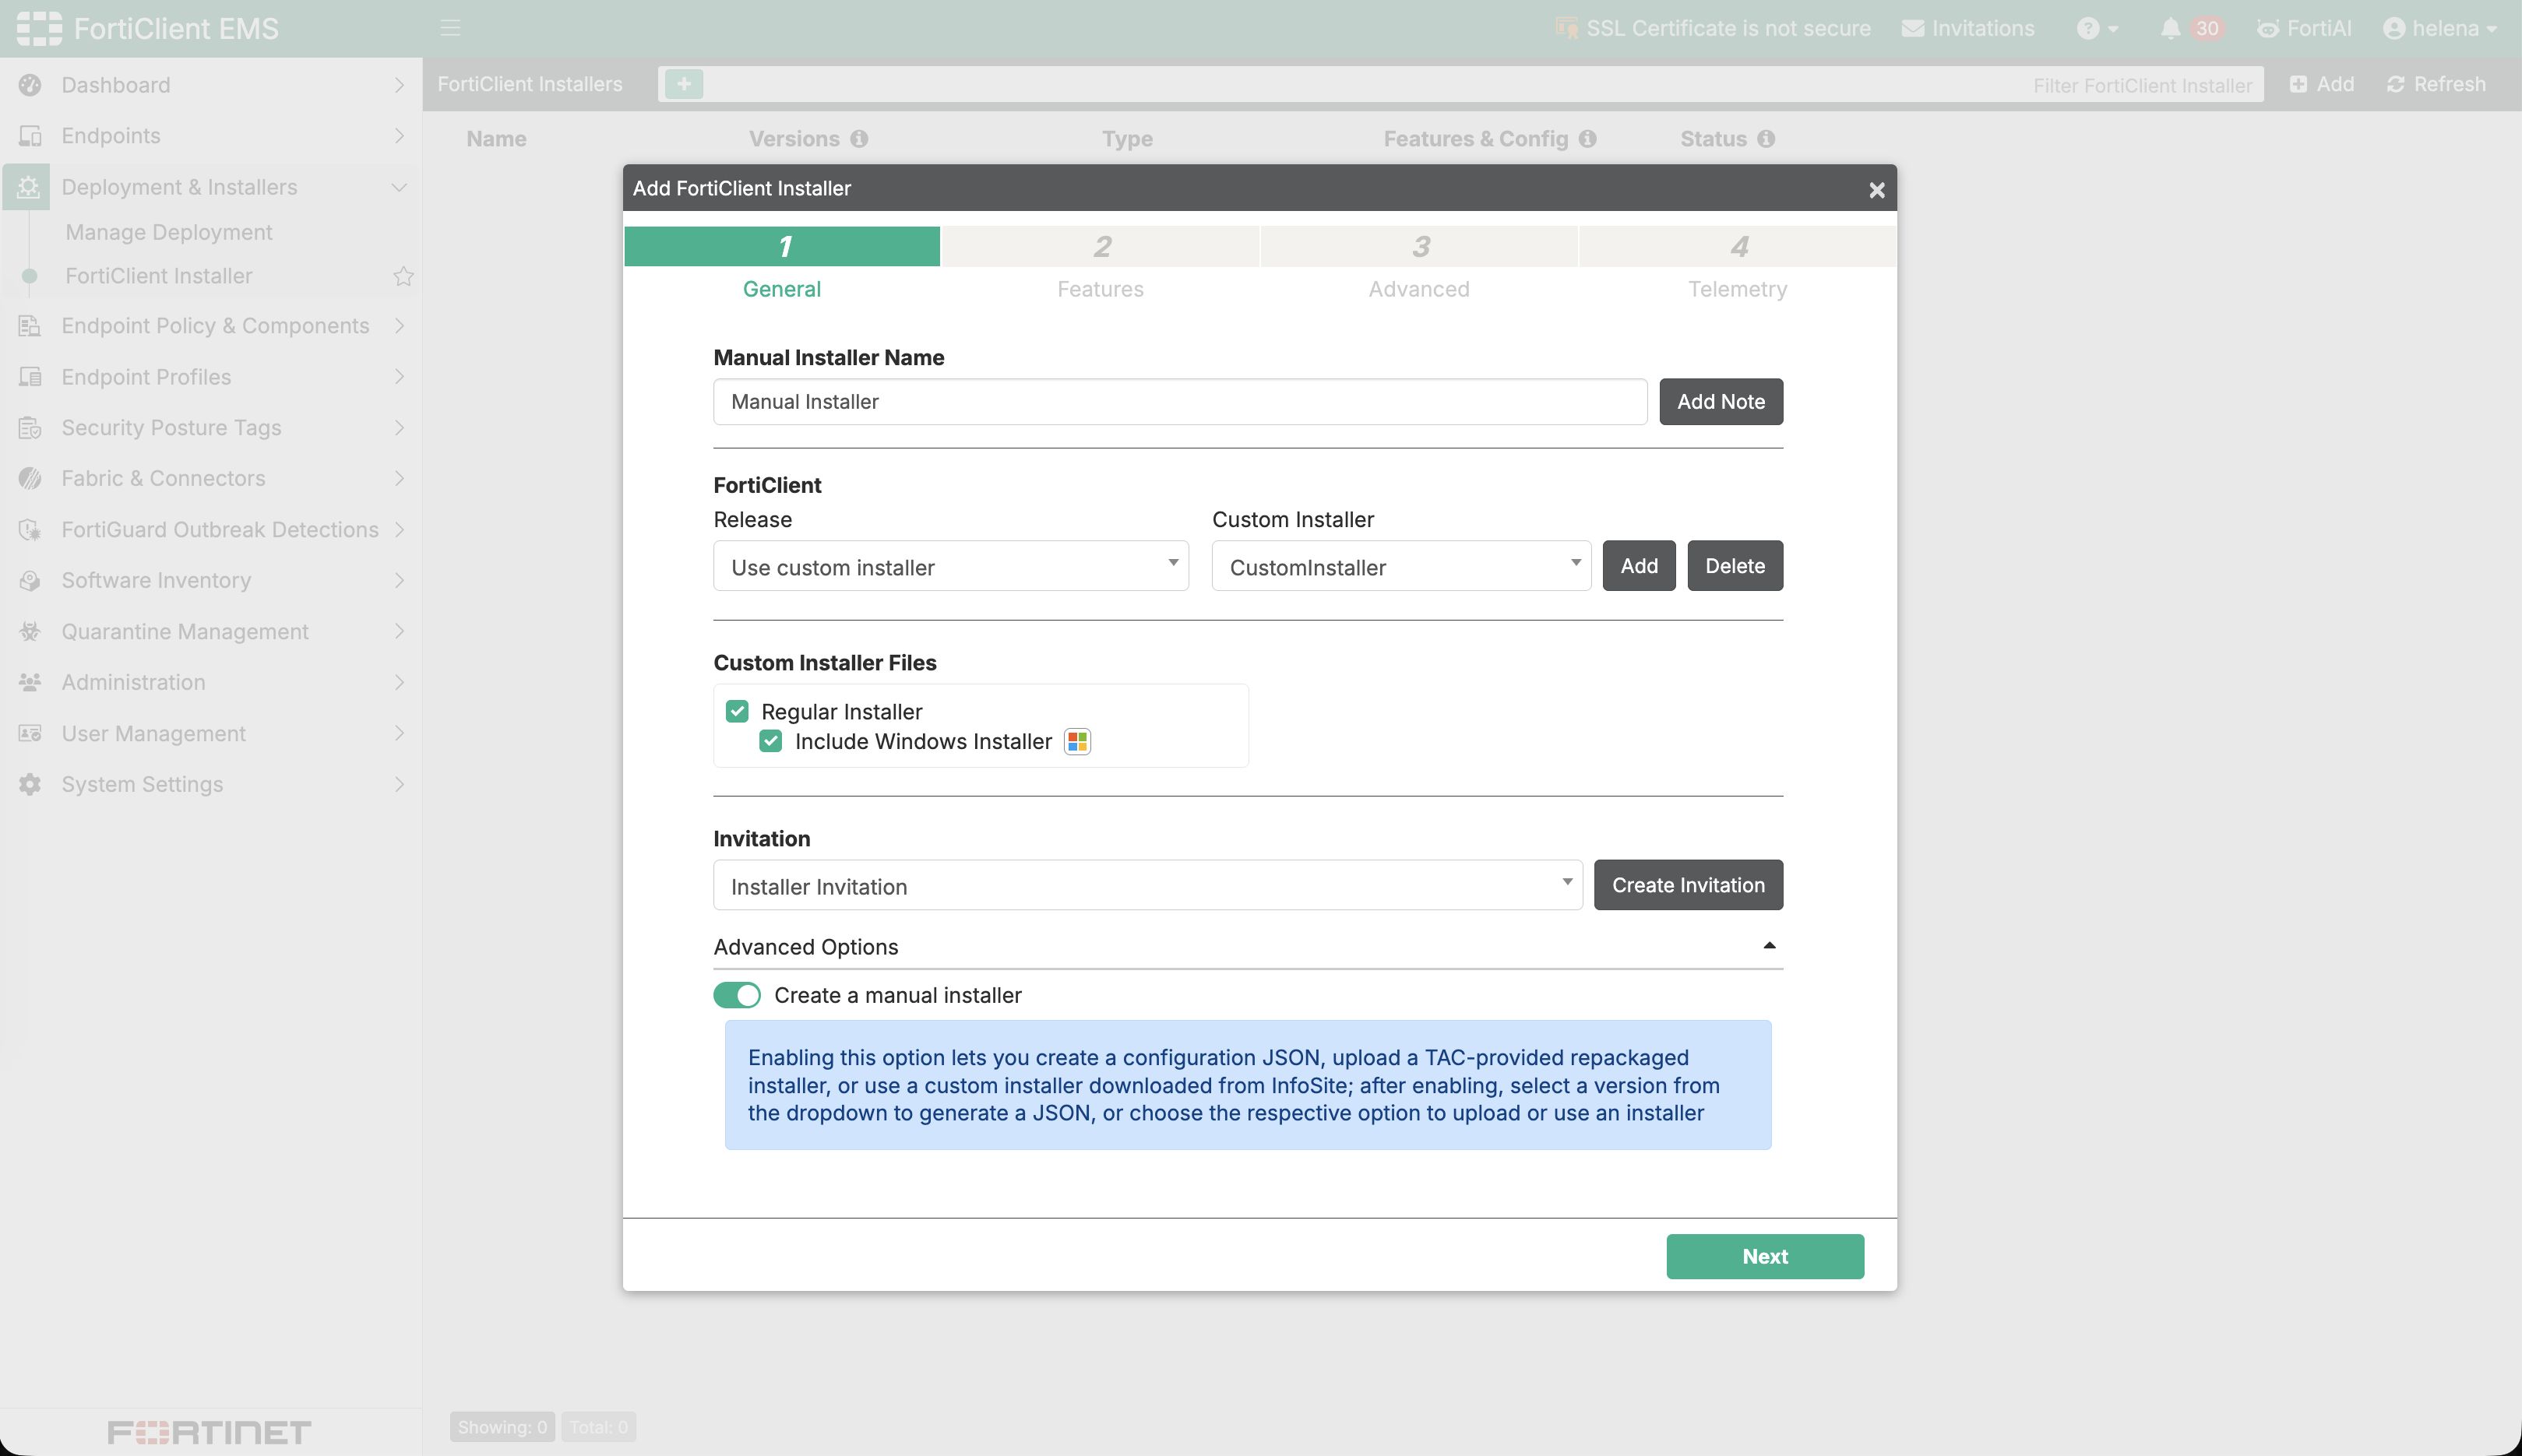 FortiClient EMS
SSL Certificate is not secure
Invitations
30
FortiAI
helena
Dashboard
Endpoints
Deployment & Installers
Manage Deployment
FortiClient Installer
Endpoint Policy & Components
Endpoint Profiles
Security Posture Tags
Fabric & Connectors
FortiGuard Outbreak Detections
Software Inventory
Quarantine Management
Administration
User Management
System Settings
FORTINET
FortiClient Installers
Filter FortiClient Installer
Add
Refresh
Name
Versions
Type
Features & Config
Status
Add FortiClient Installer
1
2
3
4
General
Features
Advanced
Telemetry
Manual Installer Name
Manual Installer
Add Note
FortiClient
Release
Custom Installer
Use custom installer
CustomInstaller
Add
Delete
Custom Installer Files
Regular Installer
Include Windows Installer
Invitation
Installer Invitation
Create Invitation
Advanced Options
Create a manual installer
Enabling this option lets you create a configuration JSON, upload a TAC-provided repackaged
installer, or use a custom installer downloaded from InfoSite; after enabling, select a version from
the dropdown to generate a JSON, or choose the respective option to upload or use an installer
Next
Showing: 0
Total: 0